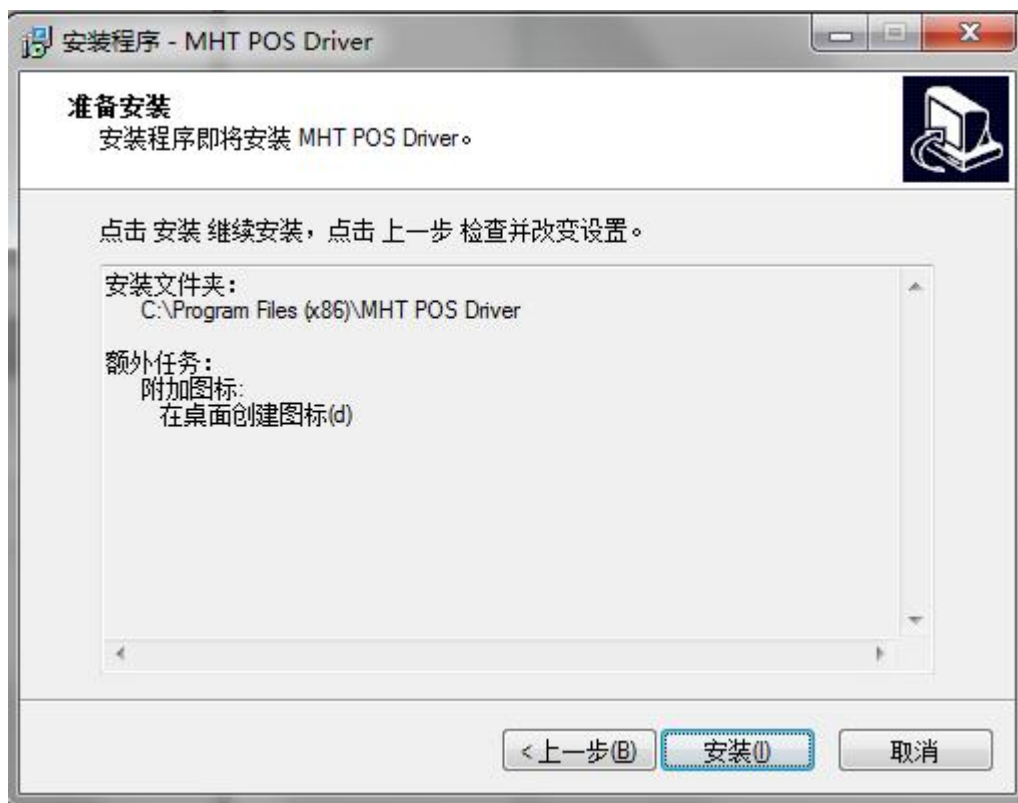 安装程序 - MHT POS Driver
准备安装
安装程序即将安装 MHT POS Driver。
点击 安装 继续安装，点击 上一步 检查并改变设置。
安装文件夹：
C:\Program Files (x86)\MHT POS Driver
额外任务：
附加图标:
在桌面创建图标(d)
<上一步(B)
安装(I)
取消